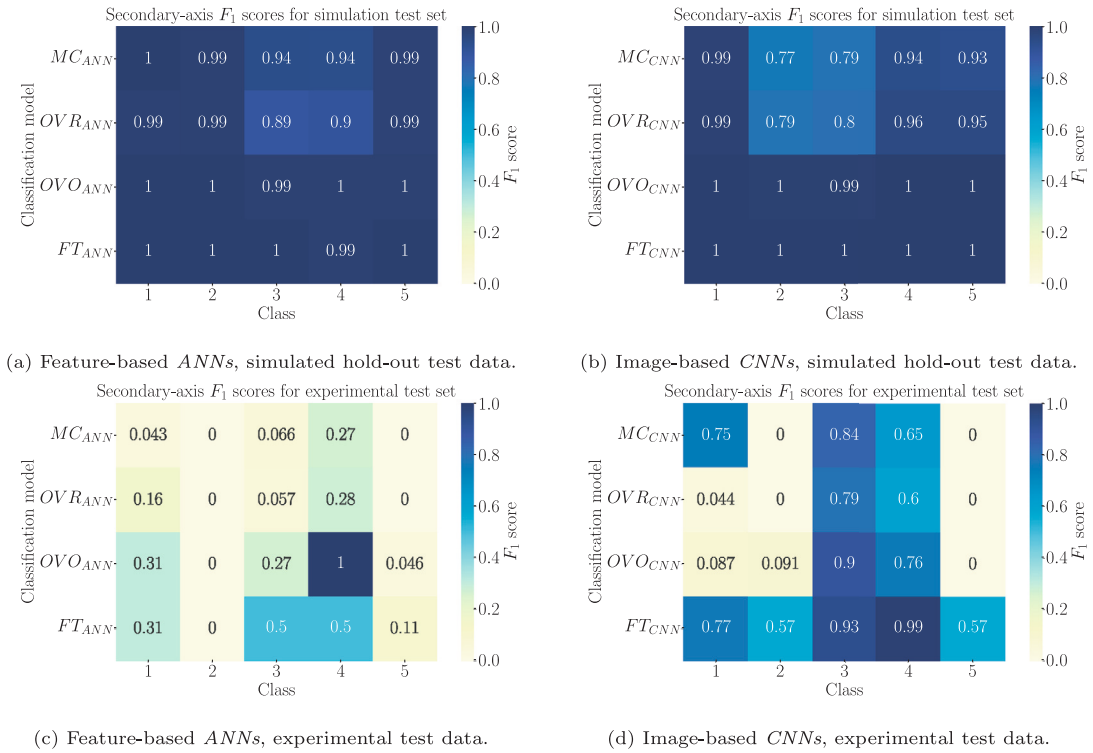 Secondary-axis F1 scores for simulation test set
Classification model
MC_ANN 1 0.99 0.94 0.94 0.99
OVR_ANN 0.99 0.99 0.89 0.9 0.99
OVO_ANN 1 1 0.99 1 1
FT_ANN 1 1 1 0.99 1
1 2 3 4 5
Class
1.0
0.8
0.6
0.4
0.2
0.0
F1 score
(a) Feature-based ANNs, simulated hold-out test data.
Secondary-axis F1 scores for simulation test set
Classification model
MC_CNN 0.99 0.77 0.79 0.94 0.93
OVR_CNN 0.99 0.79 0.8 0.96 0.95
OVO_CNN 1 1 0.99 1 1
FT_CNN 1 1 1 1 1
1 2 3 4 5
Class
1.0
0.8
0.6
0.4
0.2
0.0
F1 score
(b) Image-based CNNs, simulated hold-out test data.
Secondary-axis F1 scores for experimental test set
Classification model
MC_ANN 0.043 0 0.066 0.27 0
OVR_ANN 0.16 0 0.057 0.28 0
OVO_ANN 0.31 0 0.27 1 0.046
FT_ANN 0.31 0 0.5 0.5 0.11
1 2 3 4 5
Class
1.0
0.8
0.6
0.4
0.2
0.0
F1 score
(c) Feature-based ANNs, experimental test data.
Secondary-axis F1 scores for experimental test set
Classification model
MC_CNN 0.75 0 0.84 0.65 0
OVR_CNN 0.044 0 0.79 0.6 0
OVO_CNN 0.087 0.091 0.9 0.76 0
FT_CNN 0.77 0.57 0.93 0.99 0.57
1 2 3 4 5
Class
1.0
0.8
0.6
0.4
0.2
0.0
F1 score
(d) Image-based CNNs, experimental test data.